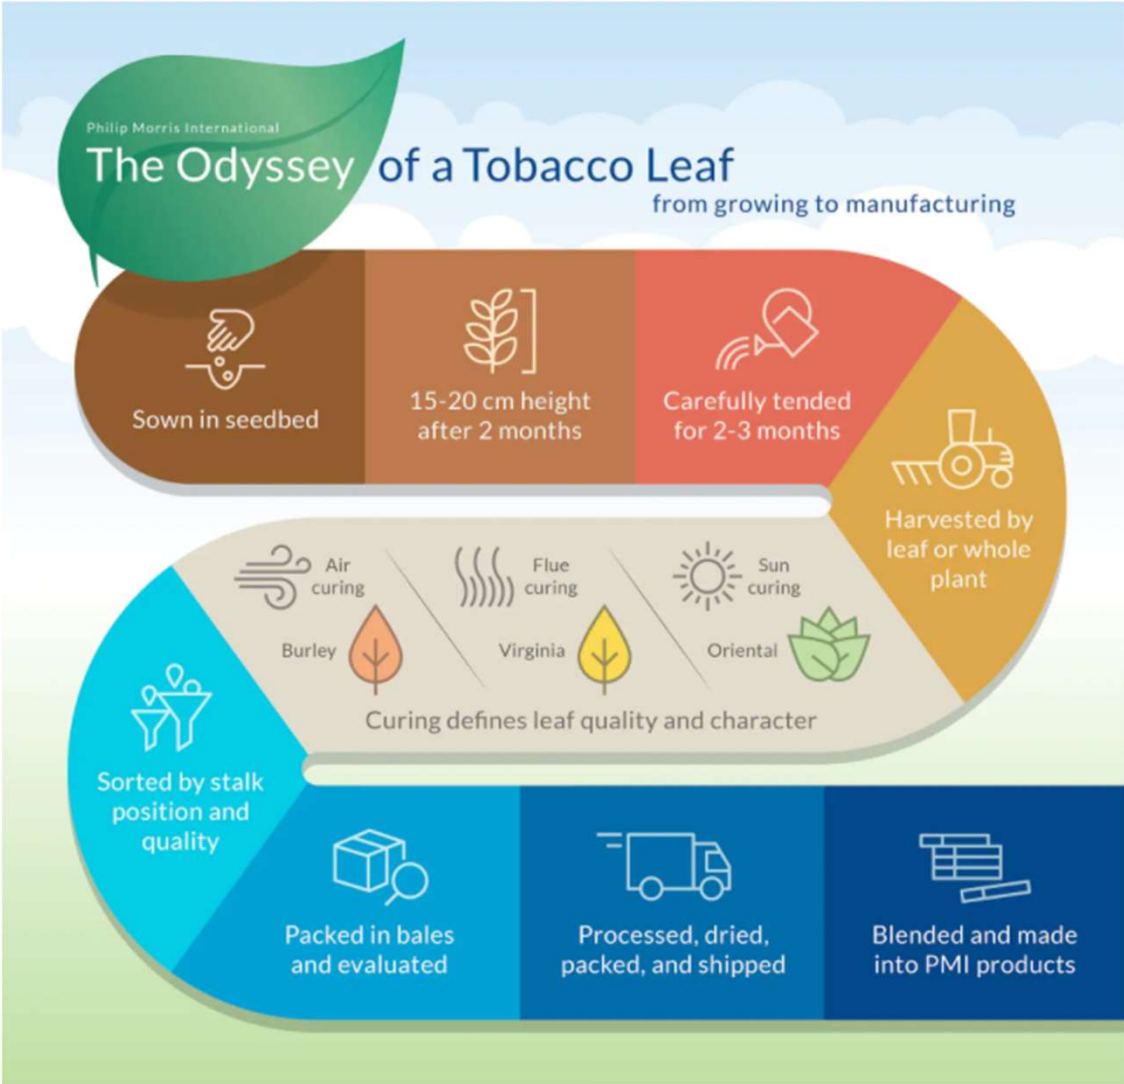 Philip Morris International
The Odyssey of a Tobacco Leaf
from growing to manufacturing
Sown in seedbed
15-20 cm height
after 2 months
Carefully tended
for 2-3 months
Harvested by
leaf or whole
plant
Air
curing
Burley
Flue
curing
Virginia
Sun
curing
Oriental
Curing defines leaf quality and character
Sorted by stalk
position and
quality
Packed in bales
and evaluated
Processed, dried,
packed, and shipped
Blended and made
into PMI products